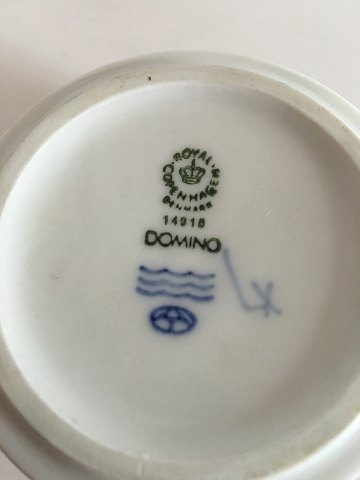 ROYAL
COPENHAGEN
DENMARK
14918
DOMINO